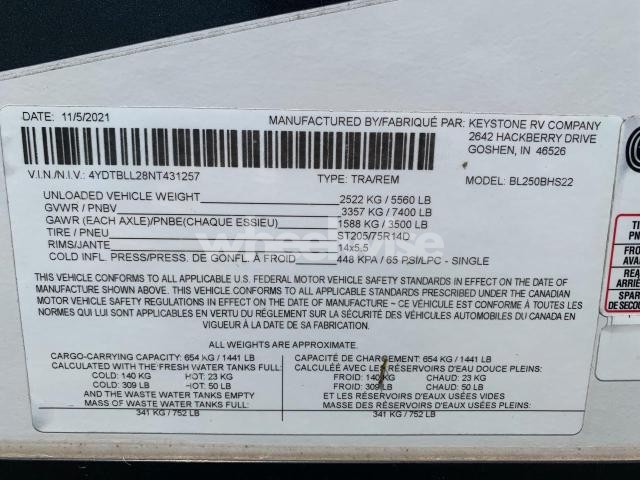 DATE: 11/5/2021
MANUFACTURED BY/FABRIQUÉ PAR: KEYSTONE RV COMPANY
2642 HACKBERRY DRIVE
GOSHEN, IN 46526
V.I.N./N.I.V.: 4YDTBLL28NT431257 TYPE: TRA/REM MODEL: BL250BHS22
UNLOADED VEHICLE WEIGHT 2522 KG / 5560 LB
GVWR / PNBV 3357 KG / 7400 LB
GAWR (EACH AXLE)/PNBE(CHAQUE ESSIEU) 1588 KG / 3500 LB
TIRE / PNEU ST205/75R14D
RIMS/JANTE 14x5.5
COLD INFL. PRESS/PRESS. DE GONFL. À FROID 448 KPA / 65 PSI/LPC - SINGLE
wheelwise
THIS VEHICLE CONFORMS TO ALL APPLICABLE U.S. FEDERAL MOTOR VEHICLE SAFETY STANDARDS IN EFFECT ON THE DATE OF
MANUFACTURE SHOWN ABOVE. THIS VEHICLE CONFORMS TO ALL APPLICABLE STANDARDS PRESCRIBED UNDER THE CANADIAN
MOTOR VEHICLE SAFETY REGULATIONS IN EFFECT ON THE DATE OF MANUFACTURE ~ CE VÉHICULE EST CONFORME À TOUTES LES
NORMES QUI LUI SONT APPLICABLES EN VERTU DU RÈGLEMENT SUR LA SÉCURITÉ DES VÉHICULES AUTOMOBILES DU CANADA EN
VIGUEUR À LA DATE DE SA FABRICATION.
ALL WEIGHTS ARE APPROXIMATE.
CARGO-CARRYING CAPACITY: 654 KG / 1441 LB
CALCULATED WITH THE FRESH WATER TANKS FULL:
COLD: 140 KG HOT: 23 KG
COLD: 309 LB HOT: 50 LB
AND THE WASTE WATER TANKS EMPTY
MASS OF WASTE WATER TANKS FULL:
341 KG / 752 LB
CAPACITÉ DE CHARGEMENT: 654 KG / 1441 LB
CALCULÉE AVEC LES RÉSERVOIRS D'EAU DOUCE PLEINS:
FROID: 140 KG CHAUD: 23 KG
FROID: 309 LB CHAUD: 50 LB
ET LES RÉSERVOIRS D'EAUX USÉES VIDES
MASSE DES RÉSERVOIRS D'EAUX USÉES PLEINS:
341 KG / 752 LB
TI
PN
FRO
AVA
REA
ARRIÈ
SPAR
DE SECOU